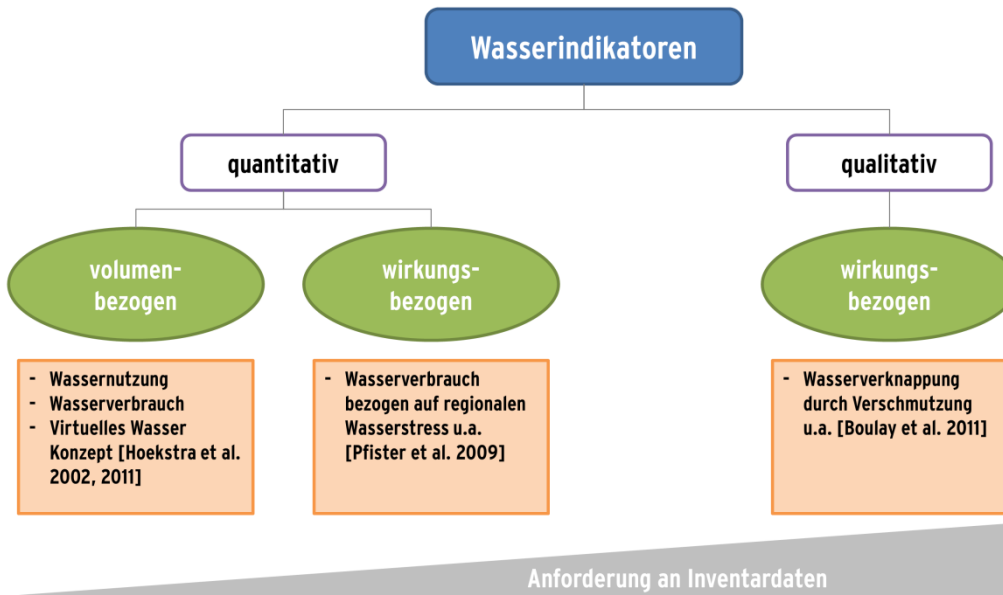 Wasserindikatoren
quantitativ
qualitativ
volumen-
bezogen
wirkungs-
bezogen
wirkungs-
bezogen
- Wassernutzung
- Wasserverbrauch
- Virtuelles Wasser
Konzept [Hoekstra et al.
2002, 2011]
- Wasserverbrauch
bezogen auf regionalen
Wasserstress u.a.
[Pfister et al. 2009]
- Wasserverknappung
durch Verschmutzung
u.a. [Boulay et al. 2011]
Anforderung an Inventardaten